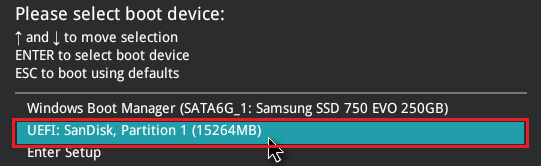 Please select boot device:
↑ and ↓ to move selection
ENTER to select boot device
ESC to boot using defaults
Windows Boot Manager (SATA6G_1: Samsung SSD 750 EVO 250GB)
UEFI: SanDisk, Partition 1 (15264MB)
Enter Setup